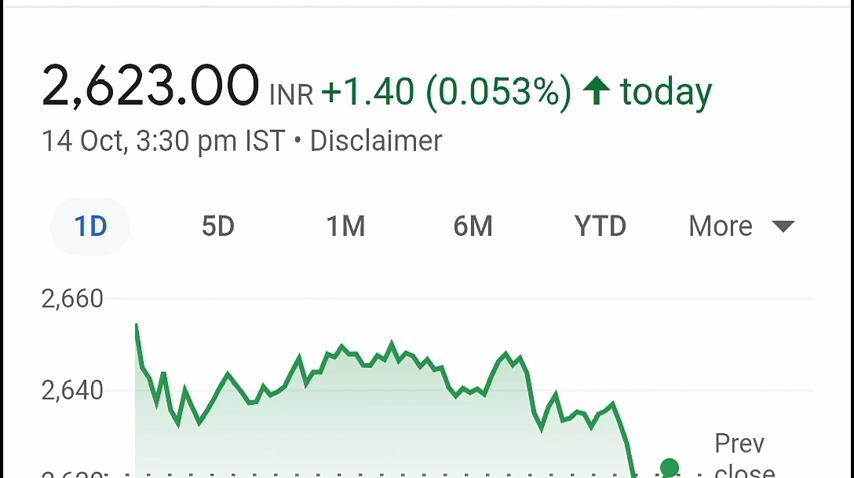 2,623.00 INR +1.40 (0.053%) ↑ today
14 Oct, 3:30 pm IST • Disclaimer
1D 5D 1M 6M YTD More
2,660
2,640
Prev
close